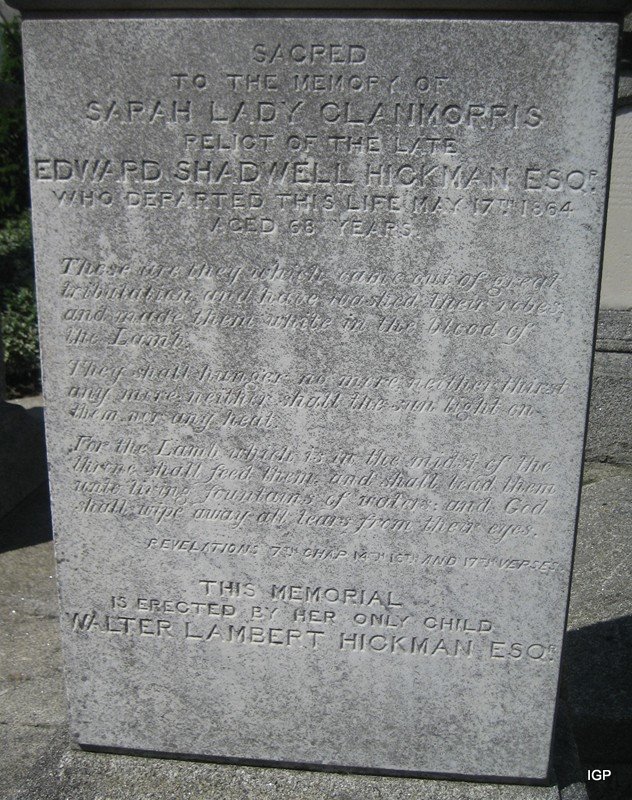 SACRED
TO THE MEMORY OF
SARAH LADY CLANMORRIS
RELICT OF THE LATE
EDWARD SHADWELL HICKMAN ESQR.
WHO DEPARTED THIS LIFE MAY 17TH 1864
AGED 68 YEARS.
These are they which came out of great
tribulation and have washed their robes,
and made them white in the blood of
the Lamb.
They shall hunger no more neither thirst
any more neither shall the sun light on
them nor any heat.
For the Lamb which is in the midst of the
throne shall feed them, and shall lead them
unto living fountains of waters: and God
shall wipe away all tears from their eyes.
REVELATIONS 7TH CHAP. 14TH 16TH AND 17TH VERSES.
THIS MEMORIAL
IS ERECTED BY HER ONLY CHILD
WALTER LAMBERT HICKMAN ESQR.
IGP